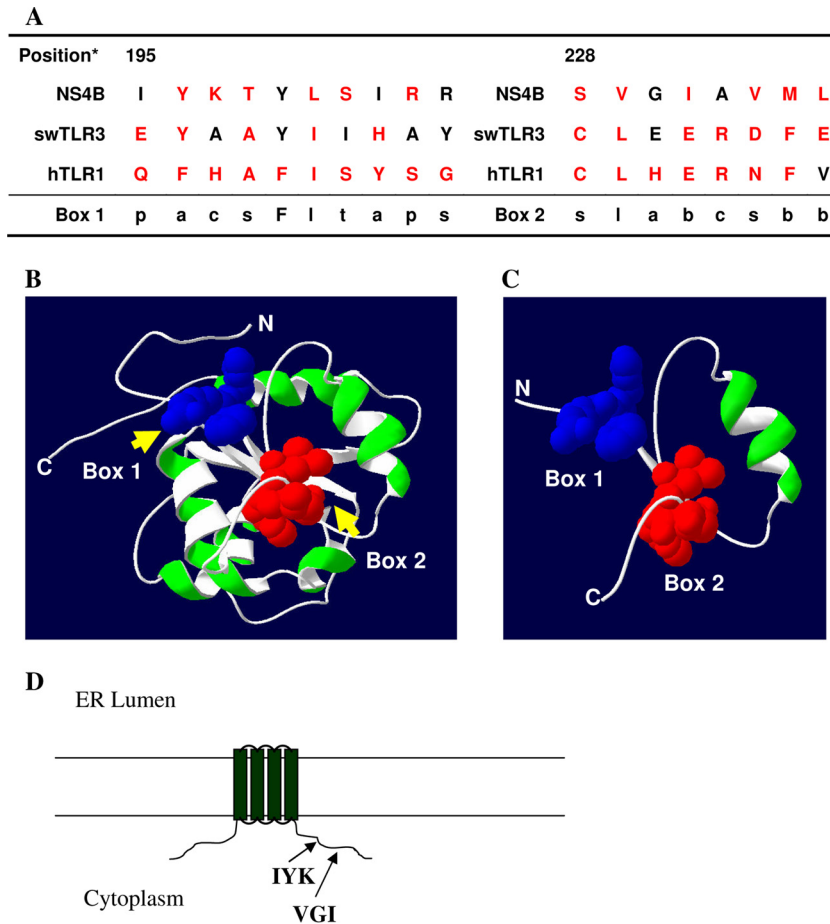 A
Position* 195 228
NS4B I Y K T Y L S I R R NS4B S V G I A V M L
swTLR3 E Y A A Y I I H A Y swTLR3 C L E E R D F E
hTLR1 Q F H A F I S Y S G hTLR1 C L H E R N F V
Box 1 p a c s F l t a p s Box 2 s l a b c s b b
B
N
C
Box 1
Box 2
C
N
Box 1
Box 2
C
D
ER Lumen
IYK
Cytoplasm
VGI